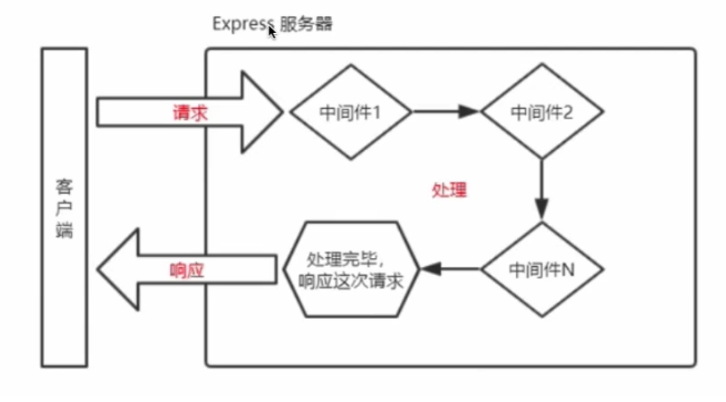 Express 服务器
请求
中间件1
中间件2
客
户
端
处理
响应
处理完毕，
响应这次请求
中间件N